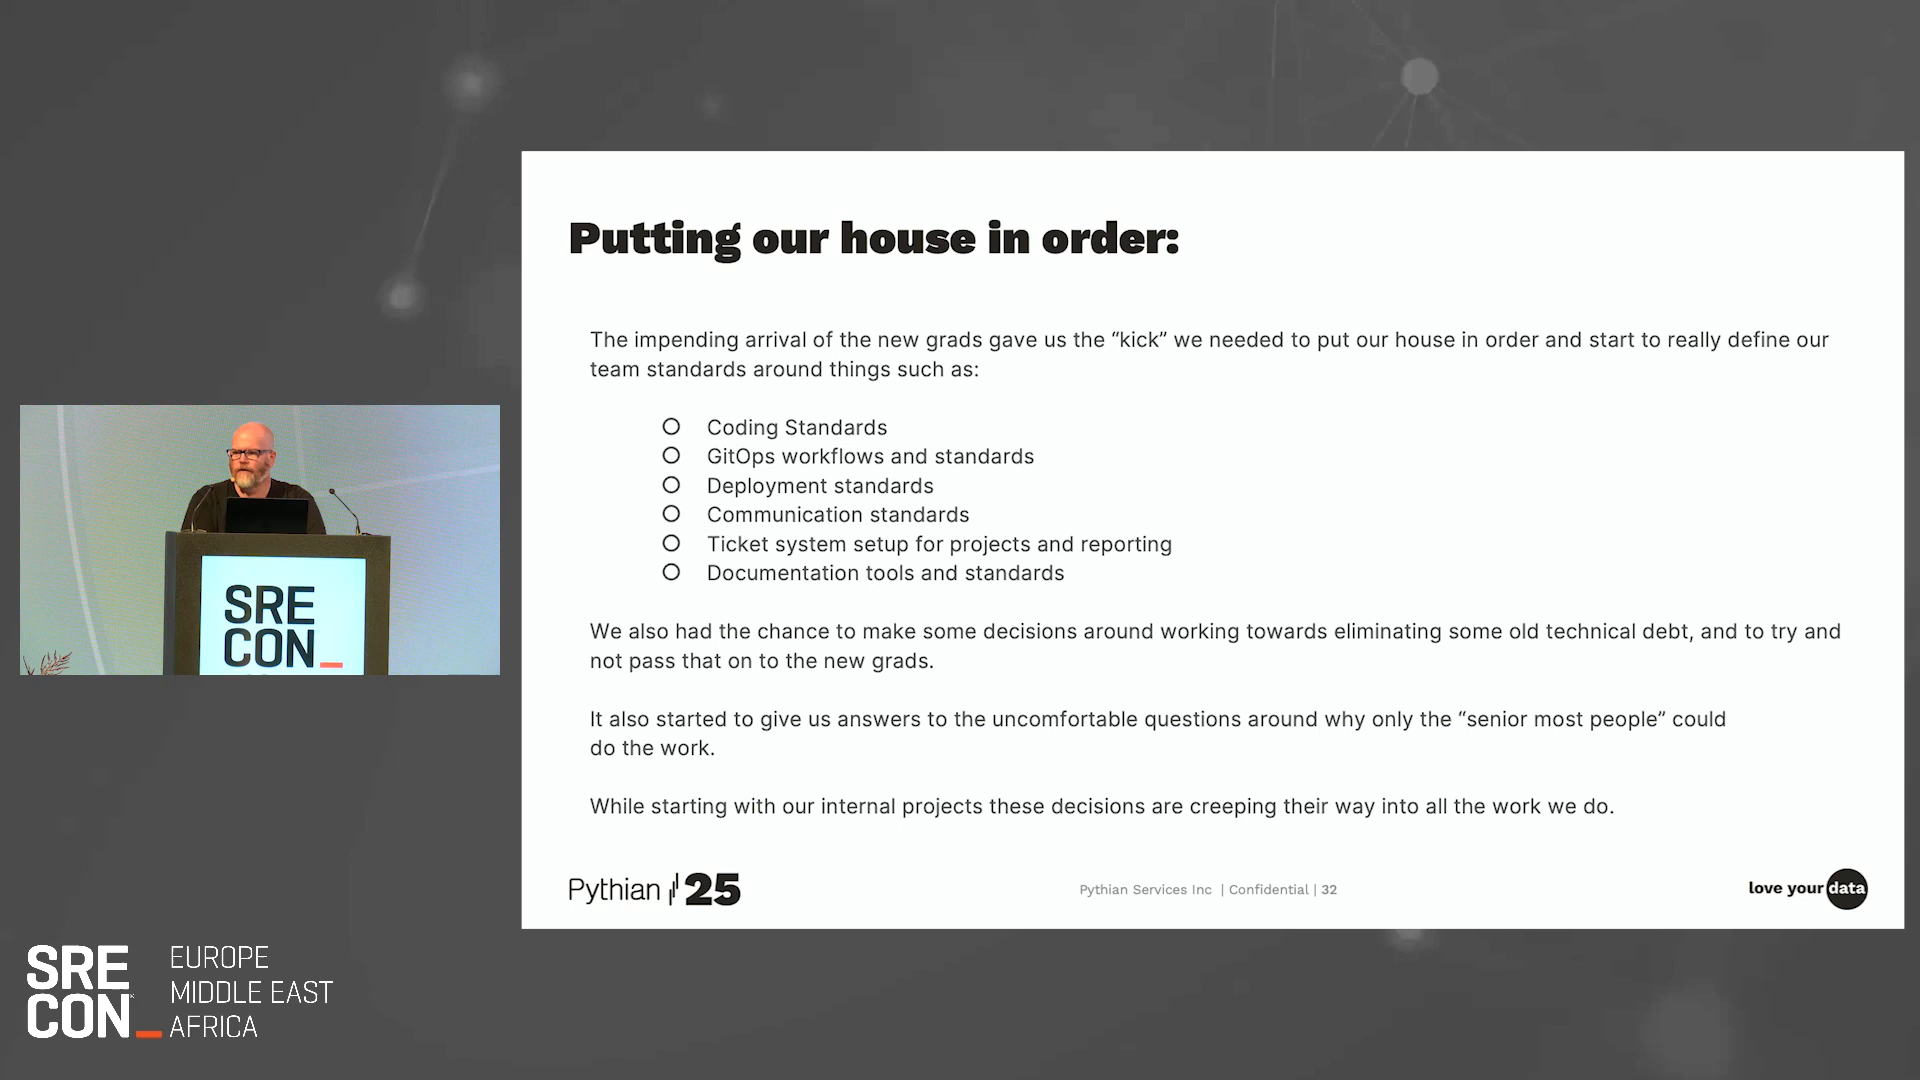 Putting our house in order:
The impending arrival of the new grads gave us the “kick” we needed to put our house in order and start to really define our
team standards around things such as:
Coding Standards
GitOps workflows and standards
Deployment standards
Communication standards
Ticket system setup for projects and reporting
Documentation tools and standards
We also had the chance to make some decisions around working towards eliminating some old technical debt, and to try and
not pass that on to the new grads.
It also started to give us answers to the uncomfortable questions around why only the “senior most people” could
do the work.
While starting with our internal projects these decisions are creeping their way into all the work we do.
Pythian 25
Pythian Services Inc | Confidential | 32
love your data
SRE
CON_
SRE
CON_
EUROPE
MIDDLE EAST
AFRICA